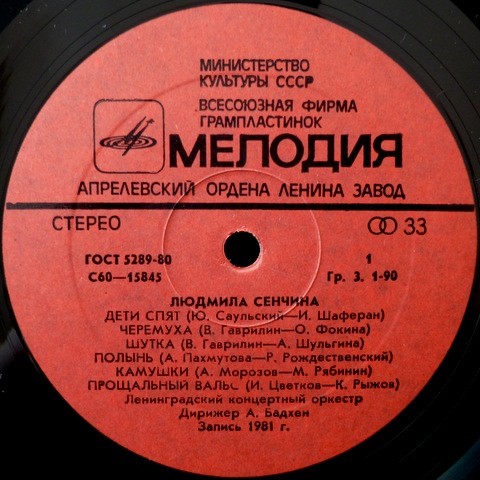 МИНИСТЕРСТВО
КУЛЬТУРЫ СССР
ВСЕСОЮЗНАЯ ФИРМА
ГРАМПЛАСТИНОК
МЕЛОДИЯ
АПРЕЛЕВСКИЙ ОРДЕНА ЛЕНИНА ЗАВОД
СТЕРЕО 33
ГОСТ 5289-80 1
С60—15845 Гр. 3. 1-90
ЛЮДМИЛА СЕНЧИНА
ДЕТИ СПЯТ (Ю. Саульский—И. Шаферан)
ЧЕРЕМУХА (В. Гаврилин—О. Фокина)
ШУТКА (В. Гаврилин—А. Шульгина)
ПОЛЫНЬ (А. Пахмутова—Р. Рождественский)
КАМУШКИ (А. Морозов—М. Рябинин)
ПРОЩАЛЬНЫЙ ВАЛЬС (И. Цветков—К. Рыжов)
Ленинградский концертный оркестр
Дирижер А. Бадхен
Запись 1981 г.